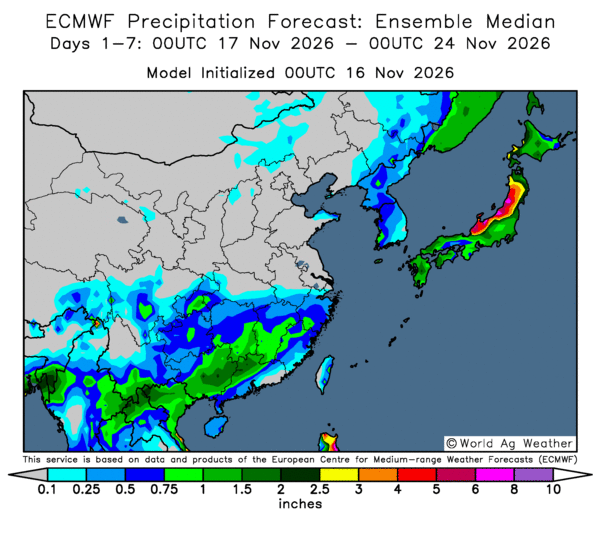 ECMWF Precipitation Forecast: Ensemble Median
Days 1–7: 00UTC 17 Nov 2026 – 00UTC 24 Nov 2026
Model Initialized 00UTC 16 Nov 2026
© World Ag Weather
This service is based on data and products of the European Centre for Medium-range Weather Forecasts (ECMWF)
0.1 0.25 0.5 0.75 1 1.5 2 2.5 3 4 5 6 8 10
inches